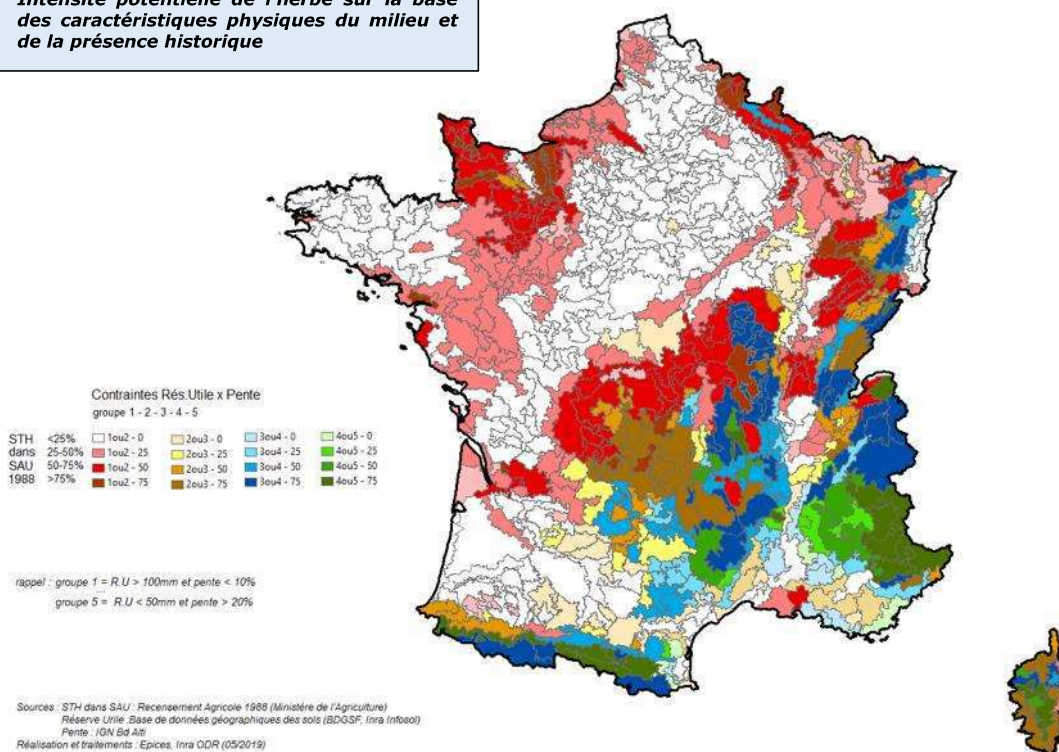 Intensité potentielle de l'herbe sur la base
des caractéristiques physiques du milieu et
de la présence historique
Contraintes Rés.Utile x Pente
groupe 1 - 2 - 3 - 4 - 5
STH <25% 1ou2 - 0 2ou3 - 0 3ou4 - 0 4ou5 - 0
dans 25-50% 1ou2 - 25 2ou3 - 25 3ou4 - 25 4ou5 - 25
SAU 50-75% 1ou2 - 50 2ou3 - 50 3ou4 - 50 4ou5 - 50
1988 >75% 1ou2 - 75 2ou3 - 75 3ou4 - 75 4ou5 - 75
rappel : groupe 1 = R.U > 100mm et pente < 10%
...
groupe 5 = R.U < 50mm et pente > 20%
Sources : STH dans SAU : Recensement Agricole 1988 (Ministère de l'Agriculture)
Réserve Urile .Base de données géographiques des sols (BDGSF, Inra Infosol)
Pente : IGN Bd Alti
Réalisation et traitements : Epices, Inra ODR (05/2019)